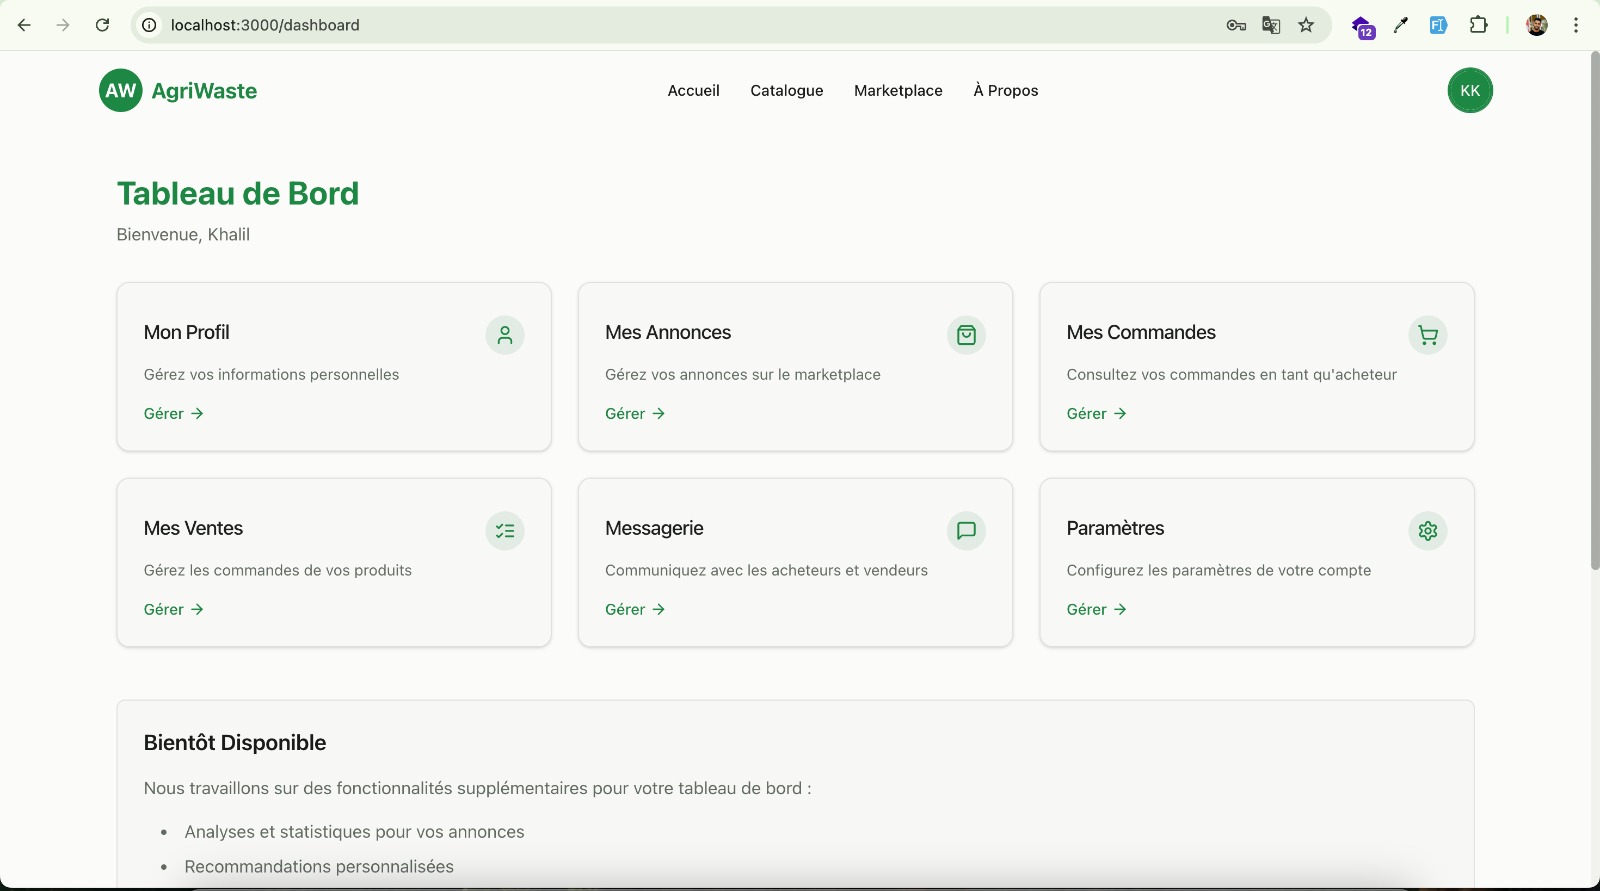 localhost:3000/dashboard
12
AW AgriWaste
Accueil Catalogue Marketplace À Propos
KK
Tableau de Bord
Bienvenue, Khalil
Mon Profil
Gérez vos informations personnelles
Gérer →
Mes Annonces
Gérez vos annonces sur le marketplace
Gérer →
Mes Commandes
Consultez vos commandes en tant qu'acheteur
Gérer →
Mes Ventes
Gérez les commandes de vos produits
Gérer →
Messagerie
Communiquez avec les acheteurs et vendeurs
Gérer →
Paramètres
Configurez les paramètres de votre compte
Gérer →
Bientôt Disponible
Nous travaillons sur des fonctionnalités supplémentaires pour votre tableau de bord :
• Analyses et statistiques pour vos annonces
• Recommandations personnalisées